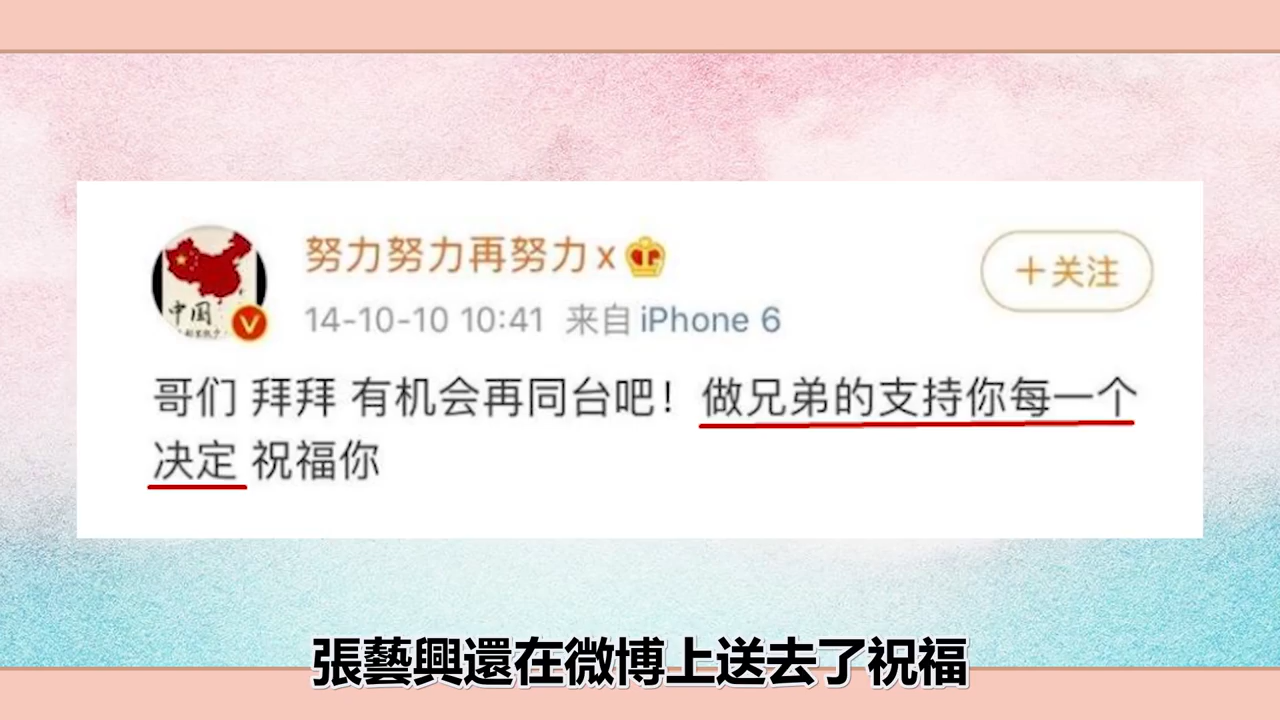 努力努力再努力x
14-10-10 10:41 来自 iPhone 6
+关注
哥们 拜拜 有机会再同台吧！做兄弟的支持你每一个
决定 祝福你
中国
張藝興還在微博上送去了祝福